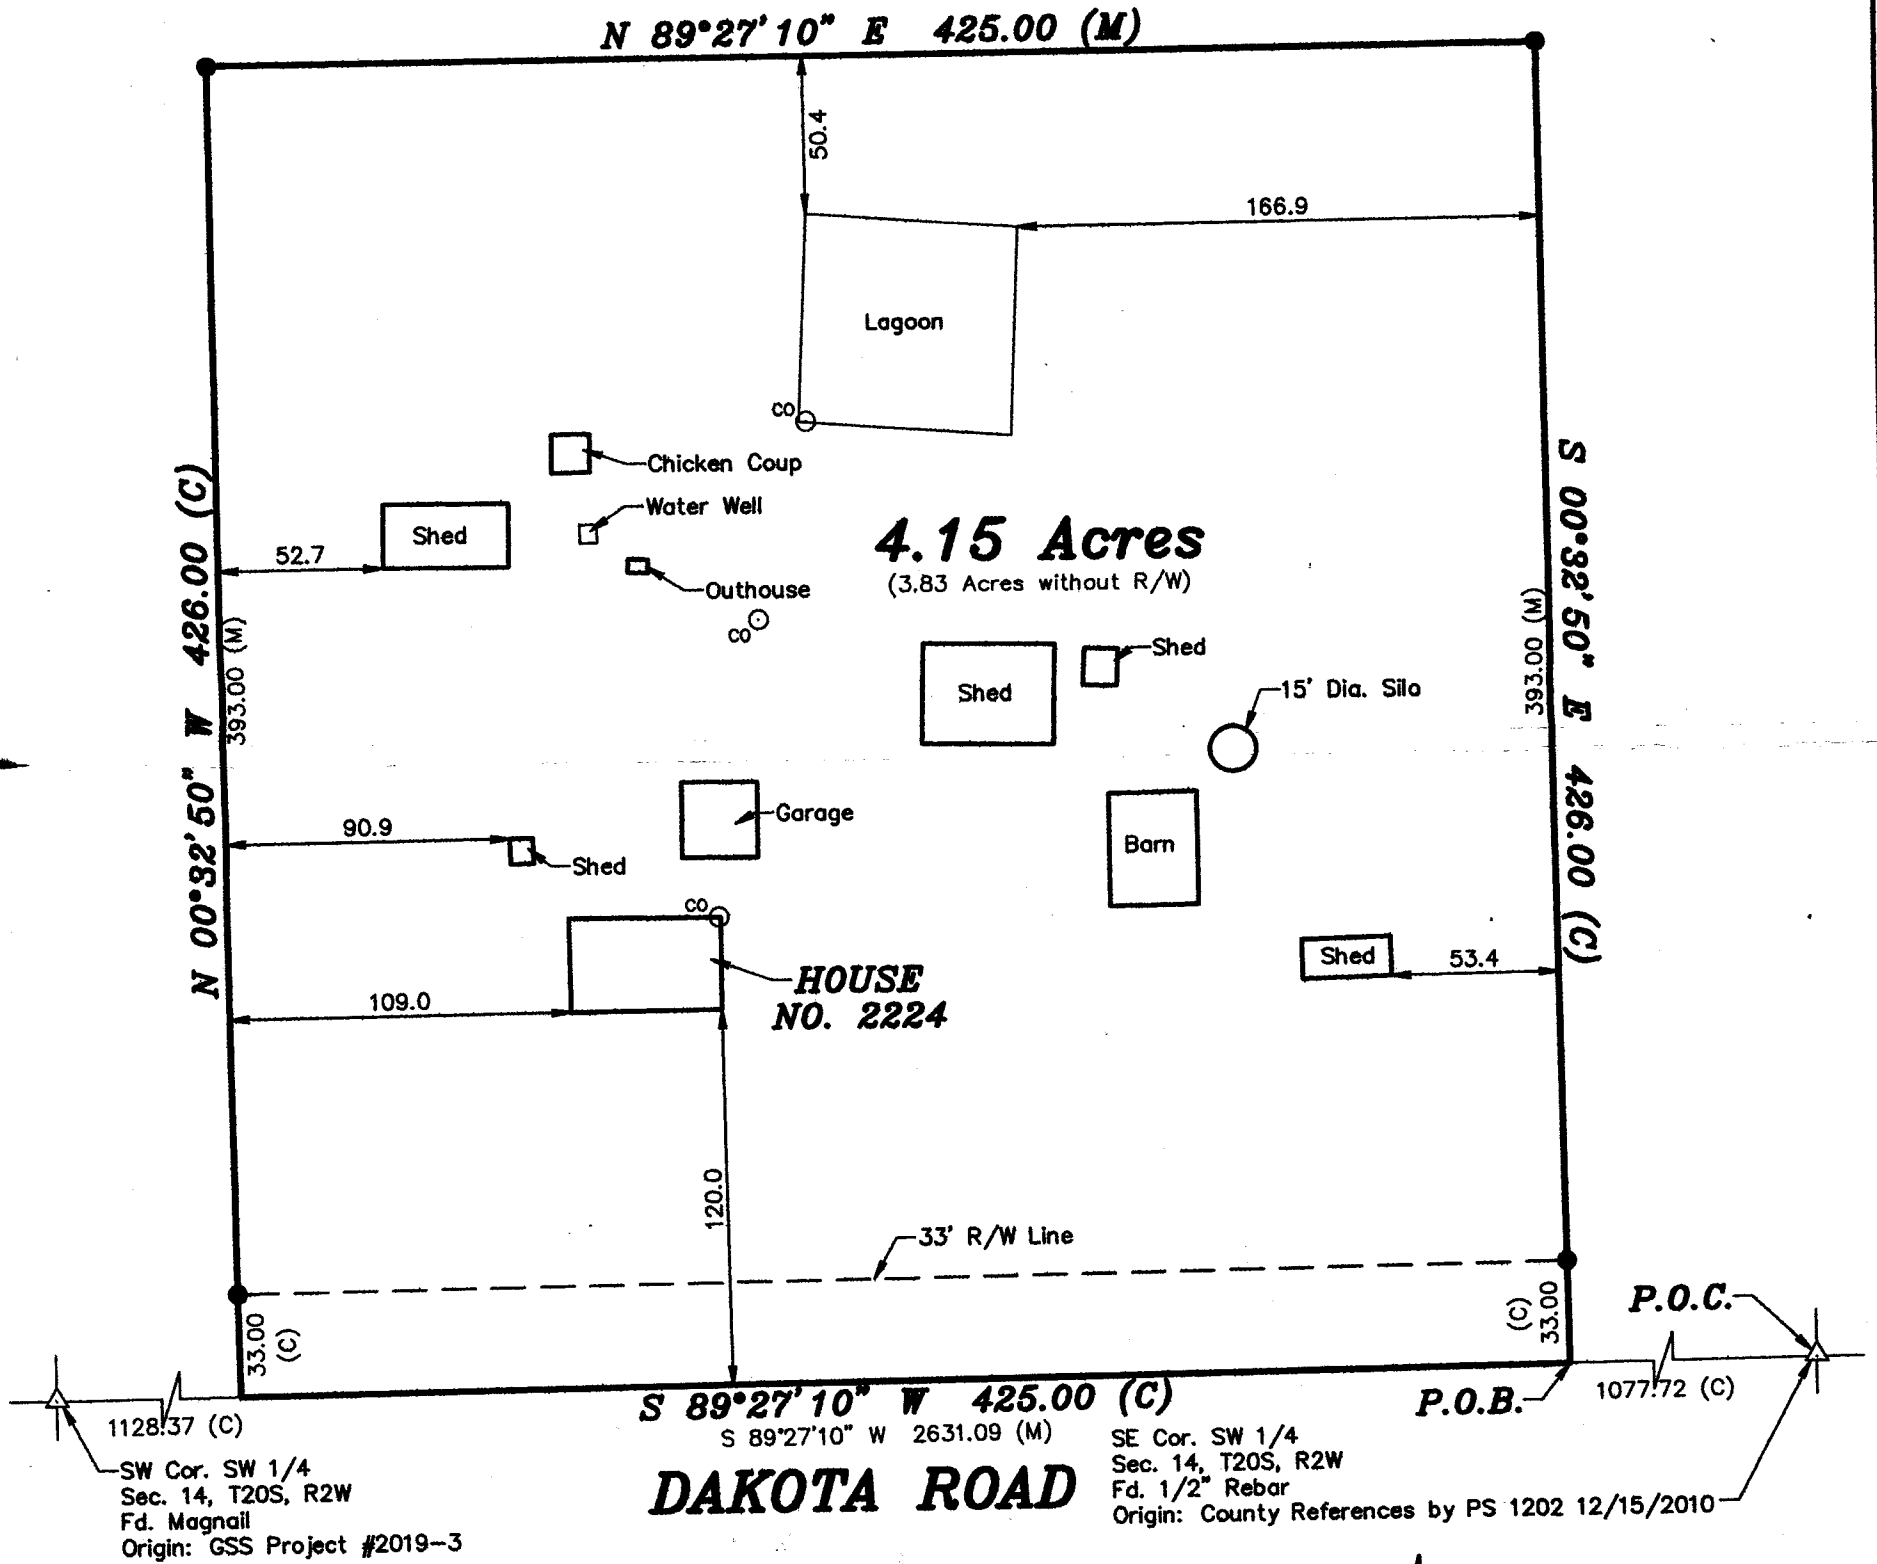 N 89°27'10" E 425.00 (M)
50.4
166.9
Lagoon
CO
Chicken Coup
Water Well
Shed
52.7
Outhouse
CO
4.15 Acres
(3.83 Acres without R/W)
N 00°32'50" W 426.00 (C)
393.00 (M)
S 00°32'50" E 426.00 (C)
393.00 (M)
Shed
Shed
15' Dia. Silo
Garage
90.9
Shed
Barn
CO
HOUSE
NO. 2224
109.0
Shed
53.4
120.0
33' R/W Line
33.00
(C)
33.00
(C)
P.O.C.
P.O.B.
1128.37 (C)
S 89°27'10" W 425.00 (C)
1077.72 (C)
S 89°27'10" W 2631.09 (M)
DAKOTA ROAD
SW Cor. SW 1/4
Sec. 14, T20S, R2W
Fd. Magnail
Origin: GSS Project #2019-3
SE Cor. SW 1/4
Sec. 14, T20S, R2W
Fd. 1/2" Rebar
Origin: County References by PS 1202 12/15/2010